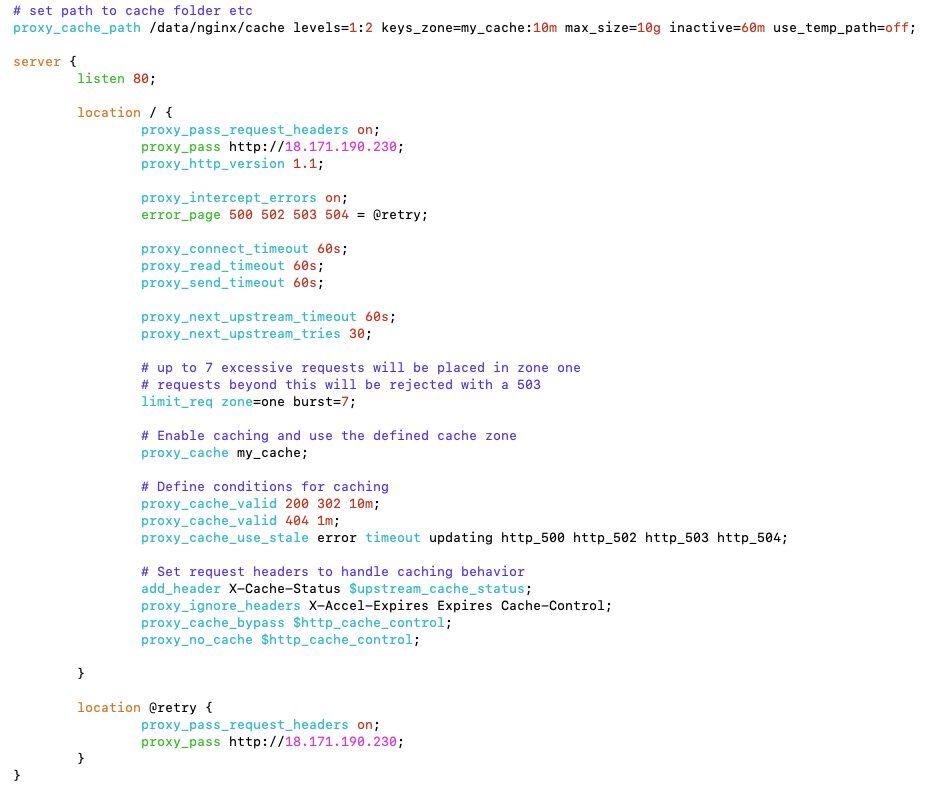 # set path to cache folder etc
proxy_cache_path /data/nginx/cache levels=1:2 keys_zone=my_cache:10m max_size=10g inactive=60m use_temp_path=off;
server {
listen 80;
location / {
proxy_pass_request_headers on;
proxy_pass http://18.171.190.230;
proxy_http_version 1.1;
proxy_intercept_errors on;
error_page 500 502 503 504 = @retry;
proxy_connect_timeout 60s;
proxy_read_timeout 60s;
proxy_send_timeout 60s;
proxy_next_upstream_timeout 60s;
proxy_next_upstream_tries 30;
# up to 7 excessive requests will be placed in zone one
# requests beyond this will be rejected with a 503
limit_req zone=one burst=7;
# Enable caching and use the defined cache zone
proxy_cache my_cache;
# Define conditions for caching
proxy_cache_valid 200 302 10m;
proxy_cache_valid 404 1m;
proxy_cache_use_stale error timeout updating http_500 http_502 http_503 http_504;
# Set request headers to handle caching behavior
add_header X-Cache-Status $upstream_cache_status;
proxy_ignore_headers X-Accel-Expires Expires Cache-Control;
proxy_cache_bypass $http_cache_control;
proxy_no_cache $http_cache_control;
}
location @retry {
proxy_pass_request_headers on;
proxy_pass http://18.171.190.230;
}
}